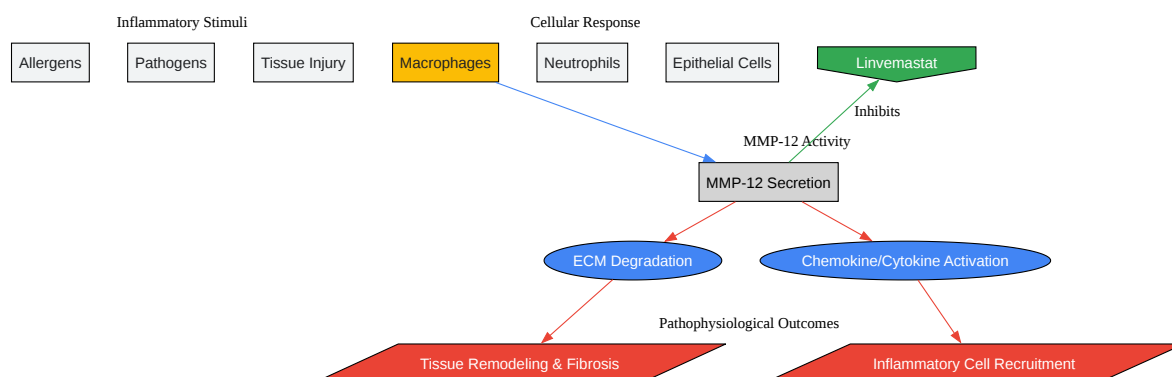 Inflammatory Stimuli
Cellular Response
Allergens
Pathogens
Tissue Injury
Macrophages
Neutrophils
Epithelial Cells
Linvemastat
Inhibits
MMP-12 Activity
MMP-12 Secretion
ECM Degradation
Chemokine/Cytokine Activation
Pathophysiological Outcomes
Tissue Remodeling & Fibrosis
Inflammatory Cell Recruitment